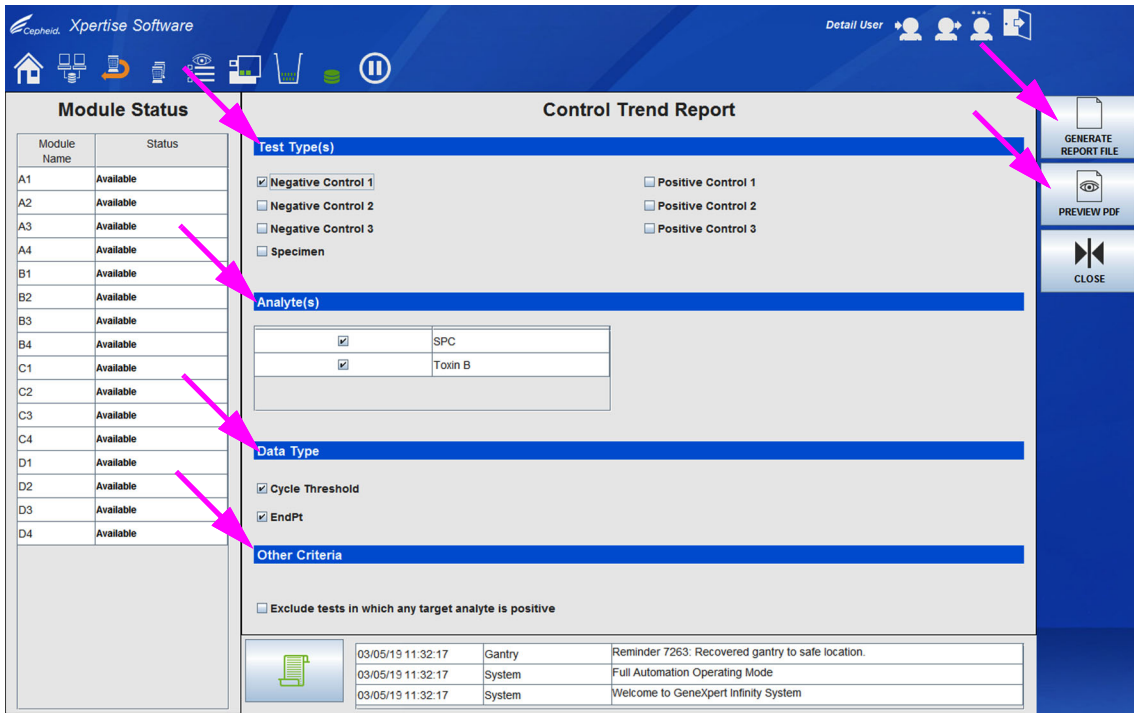 Cepheid. Xpertise Software
Detail User
Module Status
Module Name Status
A1 Available
A2 Available
A3 Available
A4 Available
B1 Available
B2 Available
B3 Available
B4 Available
C1 Available
C2 Available
C3 Available
C4 Available
D1 Available
D2 Available
D3 Available
D4 Available
Control Trend Report
Test Type(s)
Negative Control 1 Positive Control 1
Negative Control 2 Positive Control 2
Negative Control 3 Positive Control 3
Specimen
Analyte(s)
SPC
Toxin B
Data Type
Cycle Threshold
EndPt
Other Criteria
Exclude tests in which any target analyte is positive
03/05/19 11:32:17 Gantry Reminder 7263: Recovered gantry to safe location.
03/05/19 11:32:17 System Full Automation Operating Mode
03/05/19 11:32:17 System Welcome to GeneXpert Infinity System
GENERATE
REPORT FILE
PREVIEW PDF
CLOSE